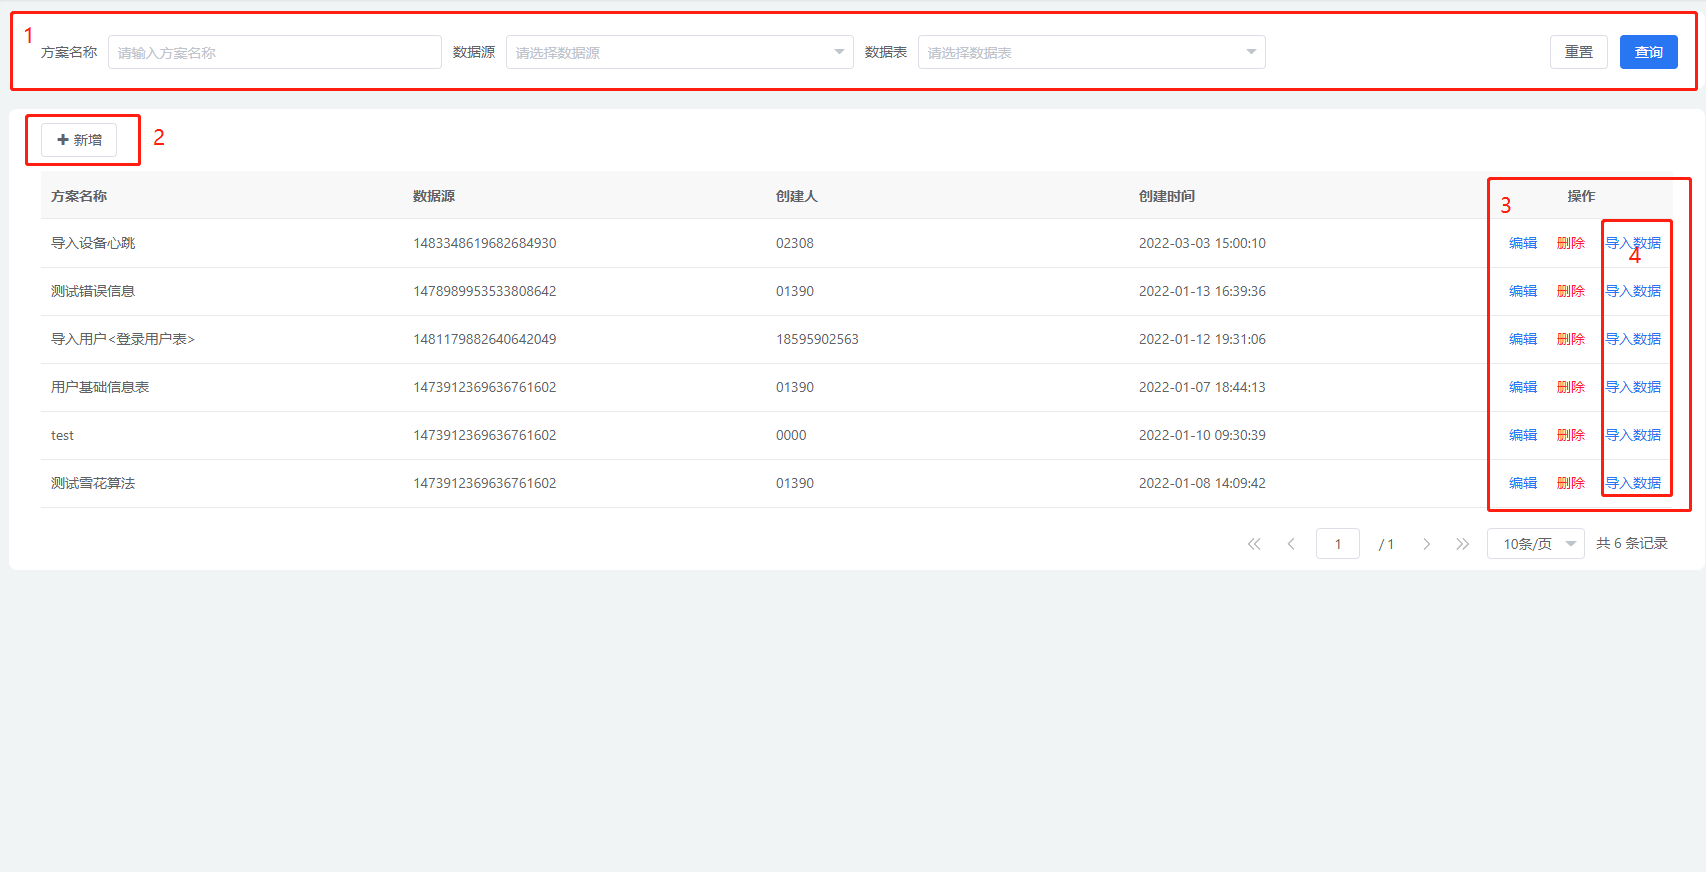 1
方案名称 请输入方案名称 数据源 请选择数据源 数据表 请选择数据表 重置 查询
新增 2
方案名称 数据源 创建人 创建时间 3 操作
导入设备心跳 1483348619682684930 02308 2022-03-03 15:00:10 编辑 删除 导入数据
4
测试错误信息 1478989953533808642 01390 2022-01-13 16:39:36 编辑 删除 导入数据
导入用户<登录用户表> 1481179882640642049 18595902563 2022-01-12 19:31:06 编辑 删除 导入数据
用户基础信息表 1473912369636761602 01390 2022-01-07 18:44:13 编辑 删除 导入数据
test 1473912369636761602 0000 2022-01-10 09:30:39 编辑 删除 导入数据
测试雪花算法 1473912369636761602 01390 2022-01-08 14:09:42 编辑 删除 导入数据
1 / 1 10条/页 共 6 条记录